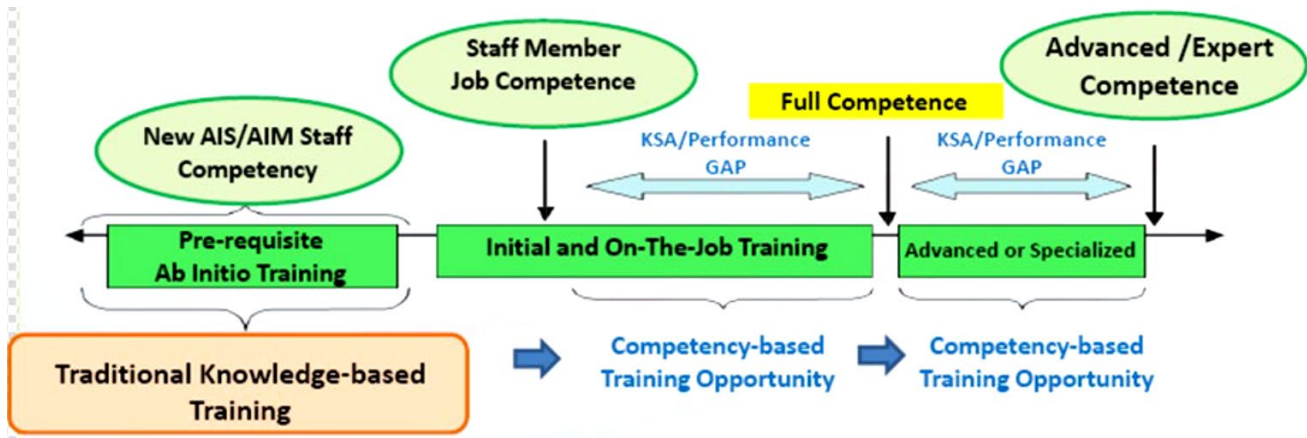 Staff Member
Job Competence
Advanced /Expert
Competence
Full Competence
New AIS/AIM Staff
Competency
KSA/Performance
GAP
KSA/Performance
GAP
Pre-requisite
Ab Initio Training
Initial and On-The-Job Training
Advanced or Specialized
Traditional Knowledge-based
Training
Competency-based
Training Opportunity
Competency-based
Training Opportunity